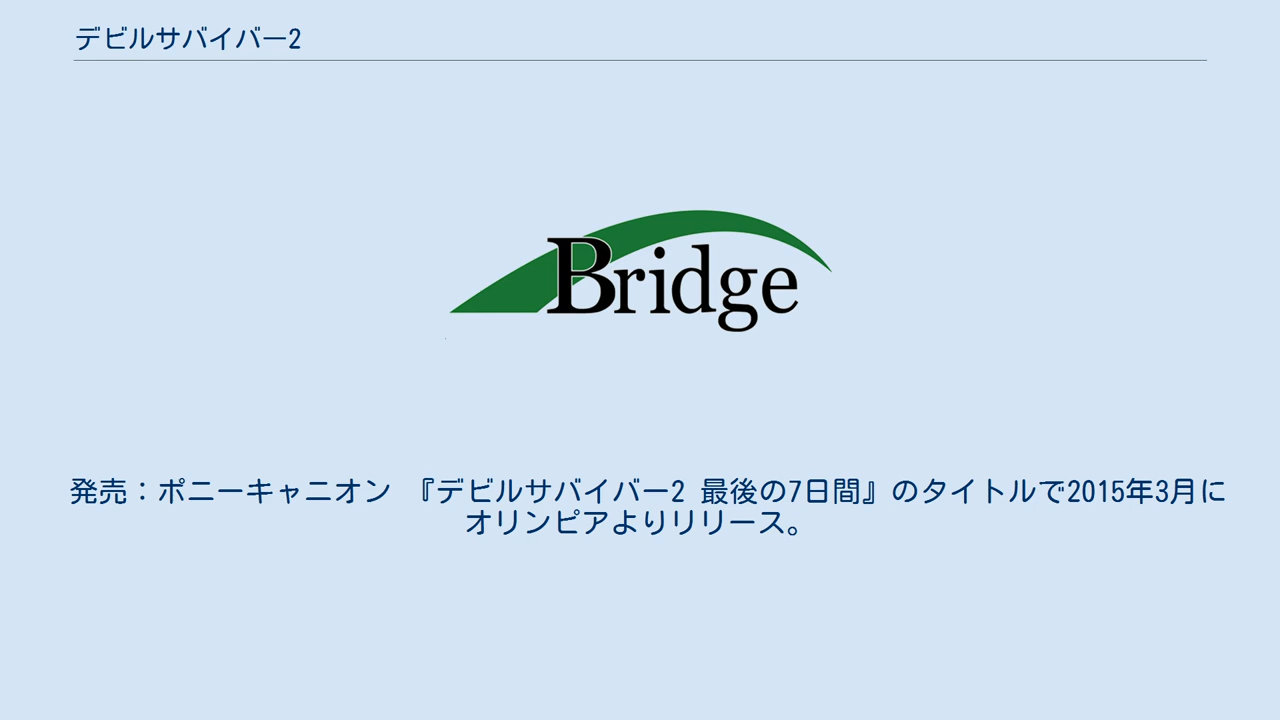 デビルサバイバー2
Bridge
発売：ポニーキャニオン 『デビルサバイバー2 最後の7日間』のタイトルで2015年3月に
オリンピアよりリリース。